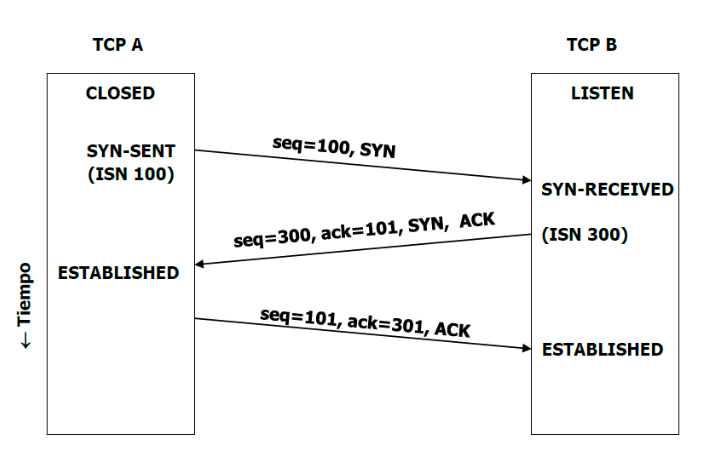 TCP A
TCP B
CLOSED
LISTEN
seq=100, SYN
SYN-SENT
(ISN 100)
SYN-RECEIVED
seq=300, ack=101, SYN, ACK
(ISN 300)
ESTABLISHED
← Tiempo
seq=101, ack=301, ACK
ESTABLISHED